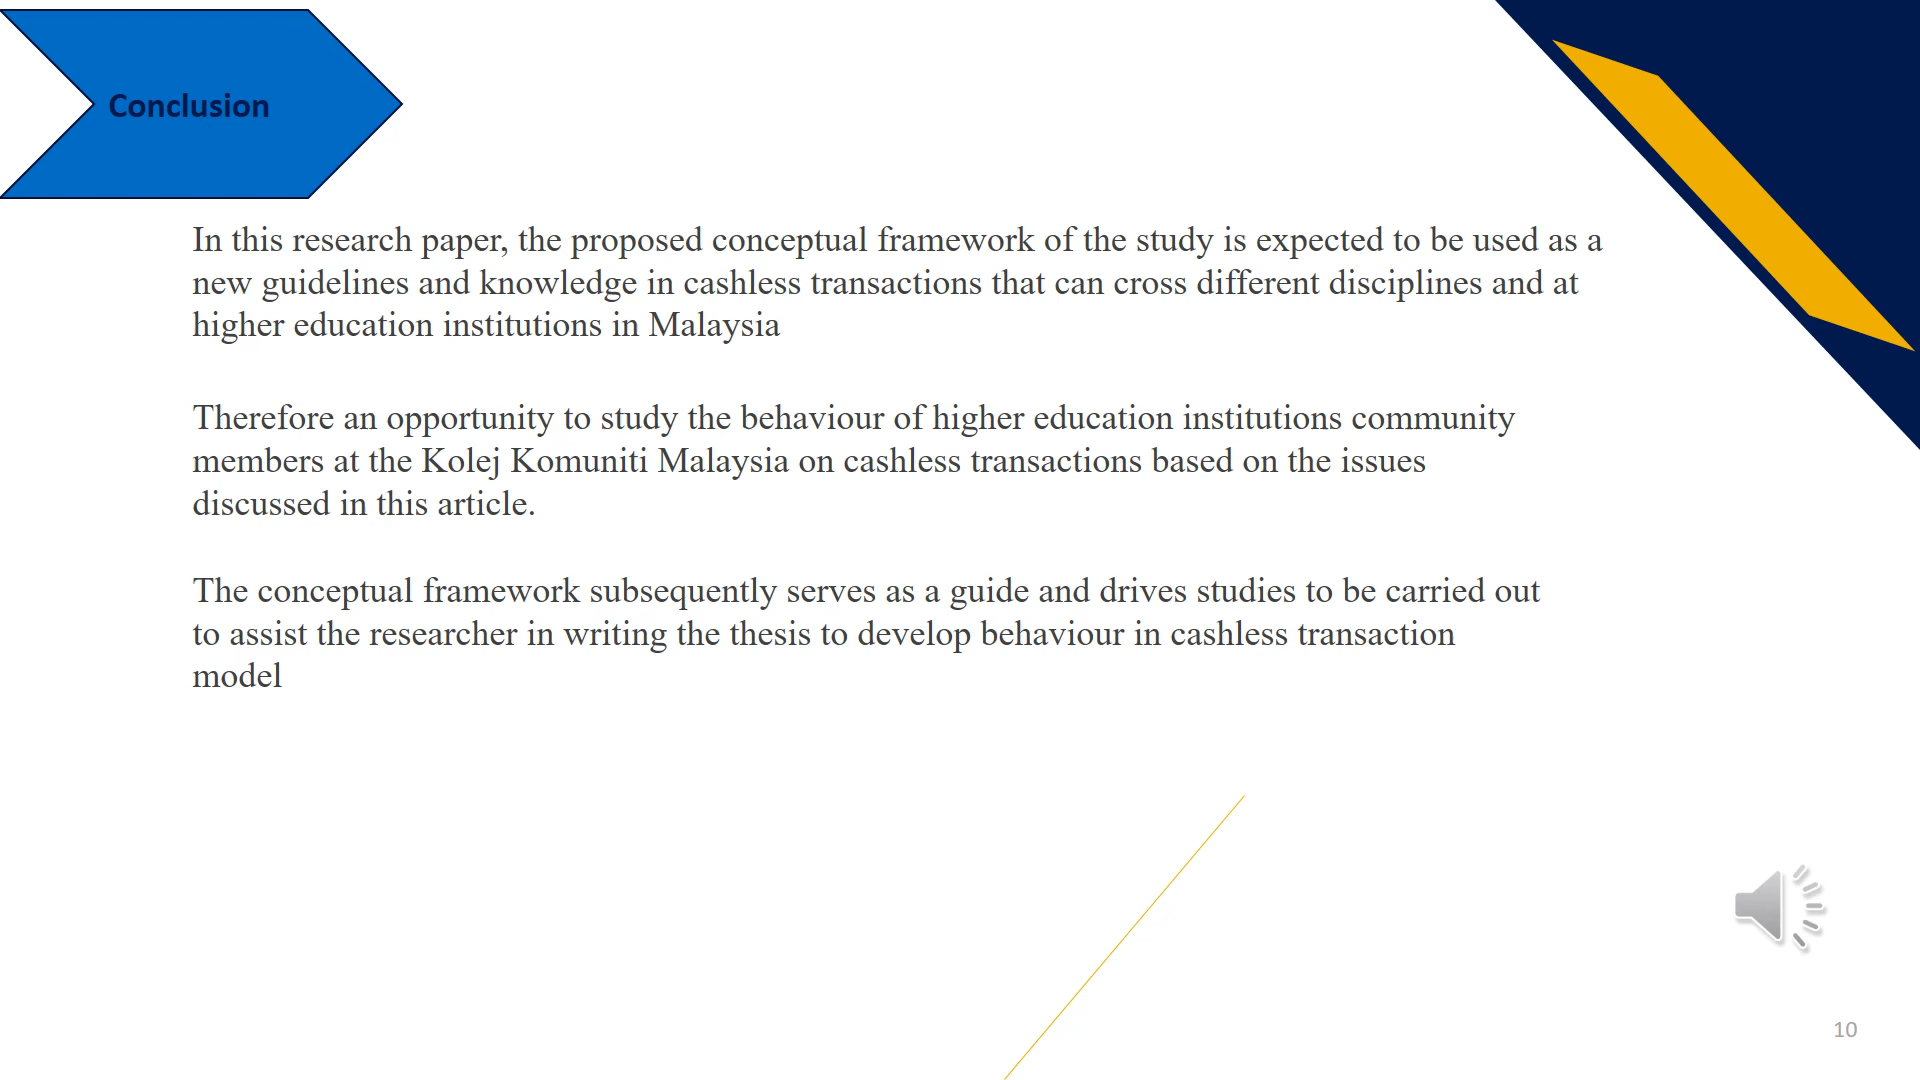 Conclusion
In this research paper, the proposed conceptual framework of the study is expected to be used as a
new guidelines and knowledge in cashless transactions that can cross different disciplines and at
higher education institutions in Malaysia
Therefore an opportunity to study the behaviour of higher education institutions community
members at the Kolej Komuniti Malaysia on cashless transactions based on the issues
discussed in this article.
The conceptual framework subsequently serves as a guide and drives studies to be carried out
to assist the researcher in writing the thesis to develop behaviour in cashless transaction
model
10